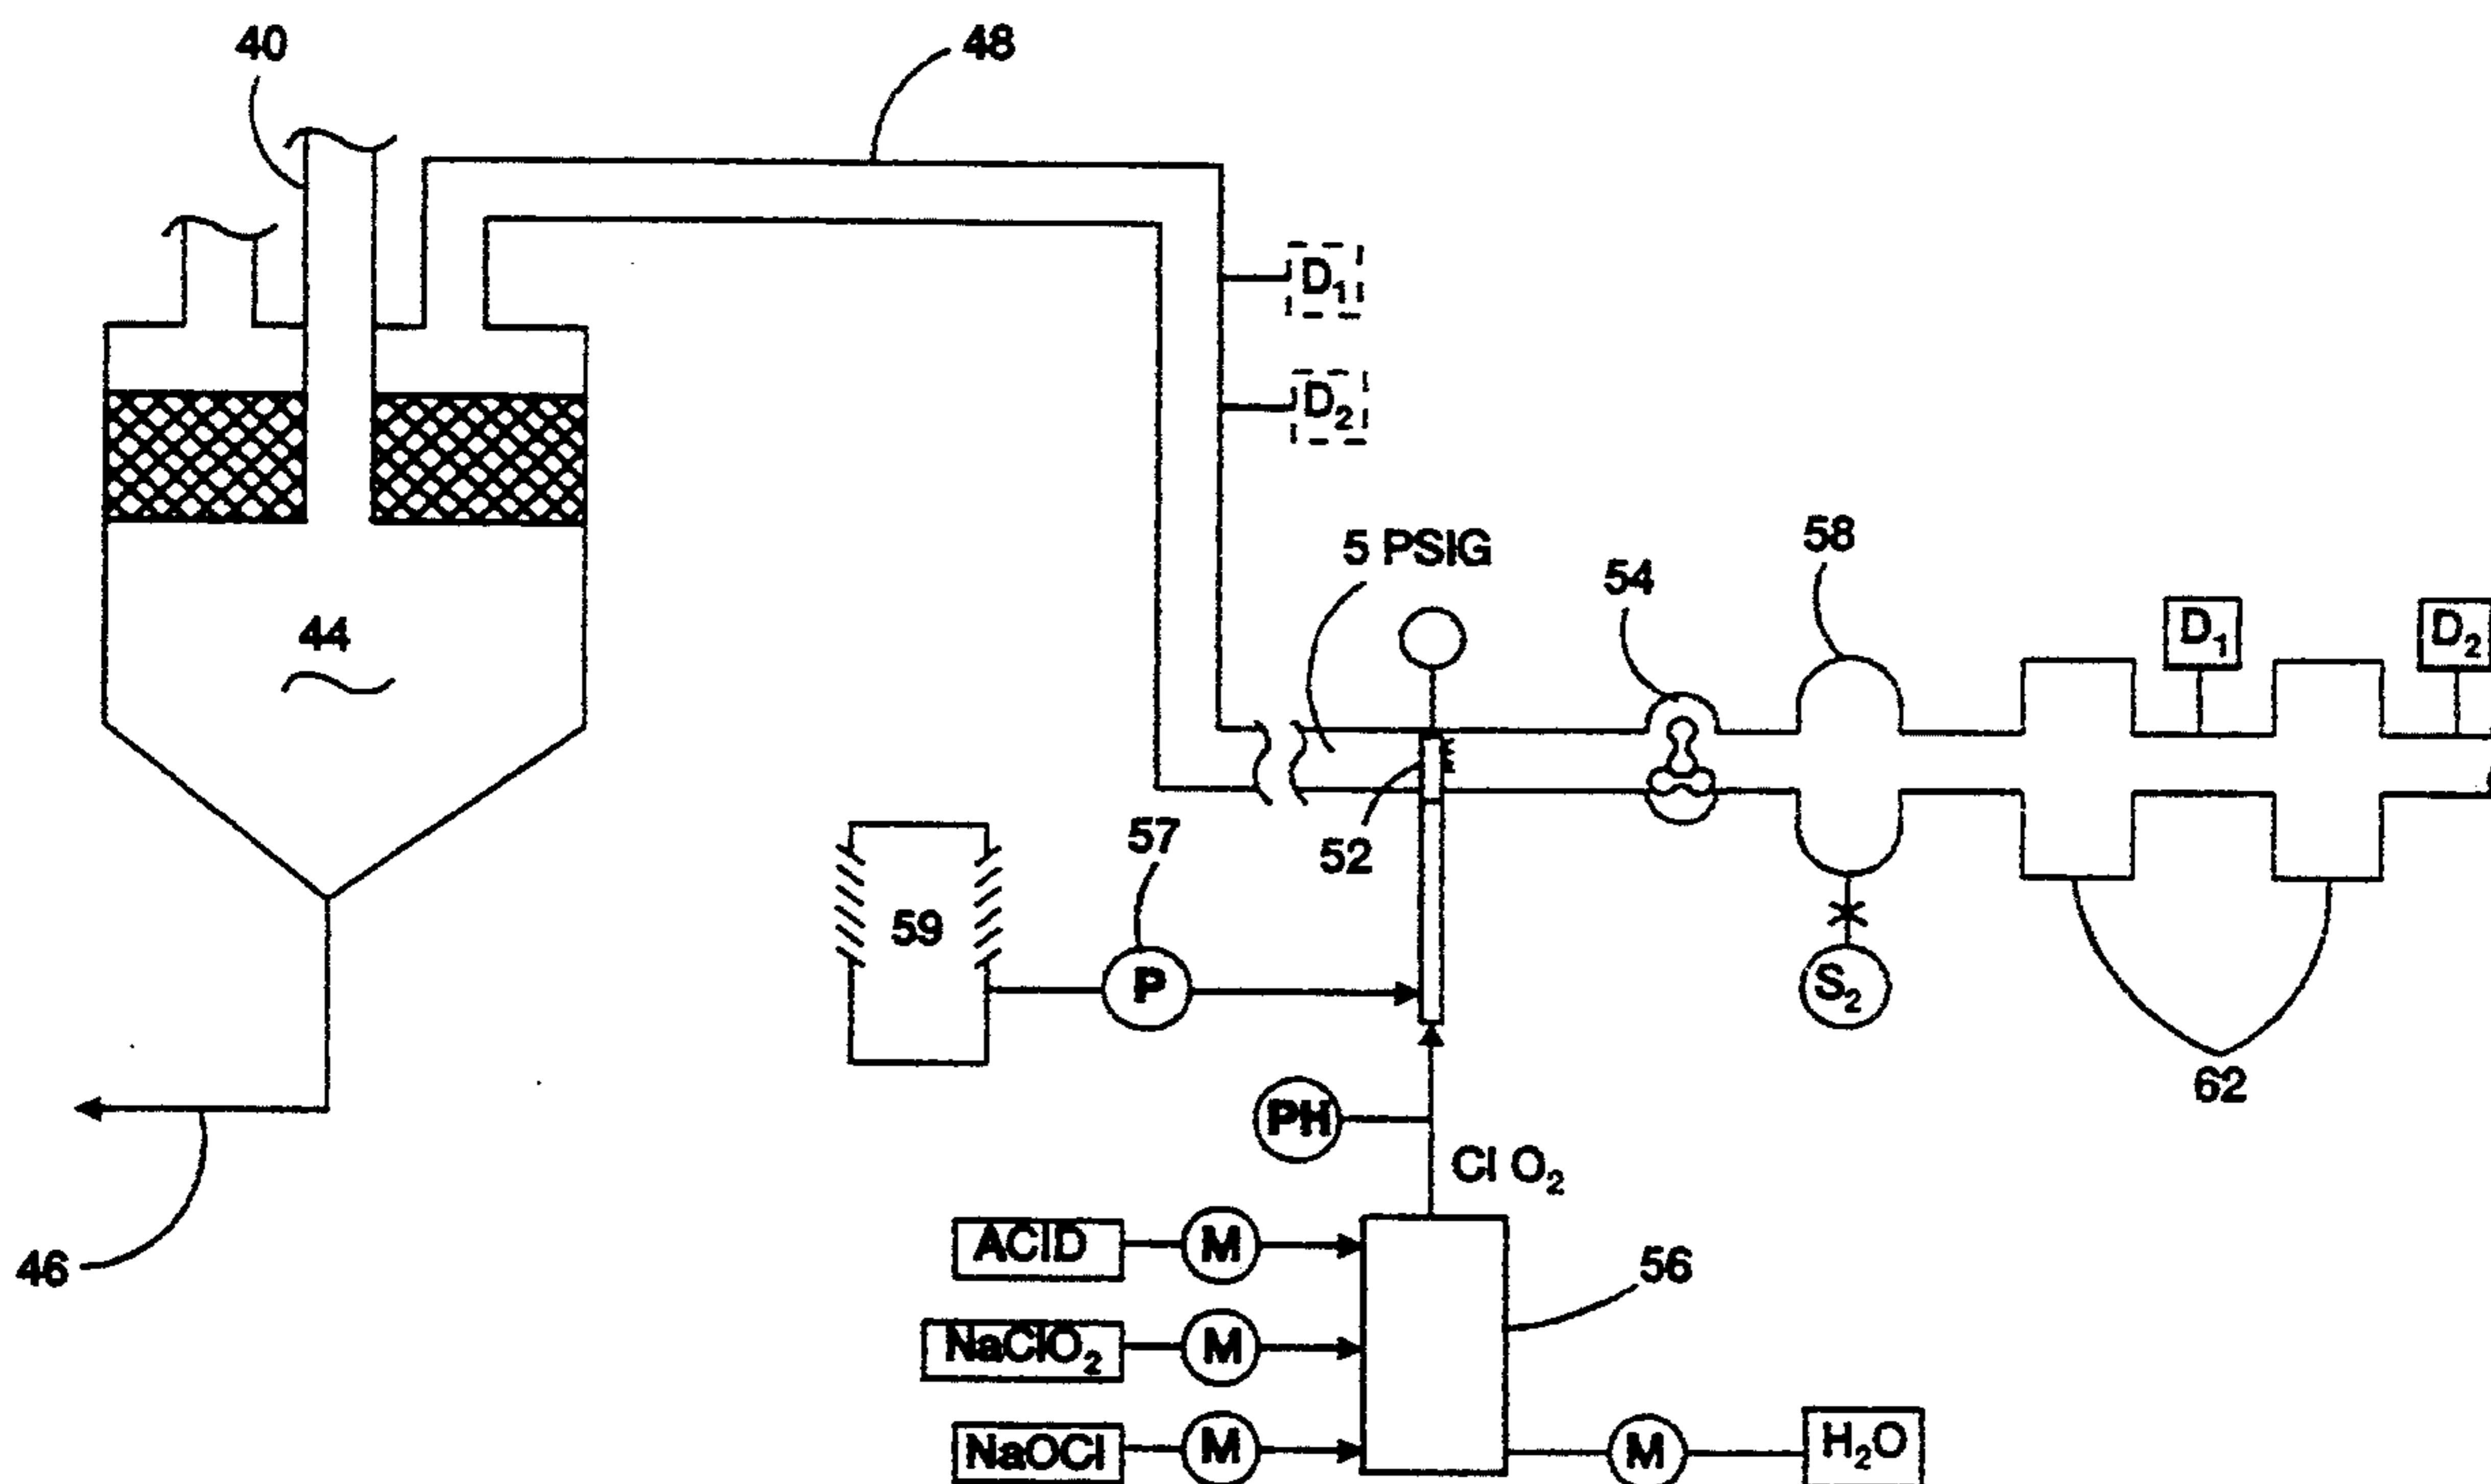 40
48
D1
D2
5 PSIG
58
54
D1
D2
44
57
52
59
P
S2
62
PH
Cl O2
46
ACID
M
56
NaClO2
M
NaOCl
M
M
H2O